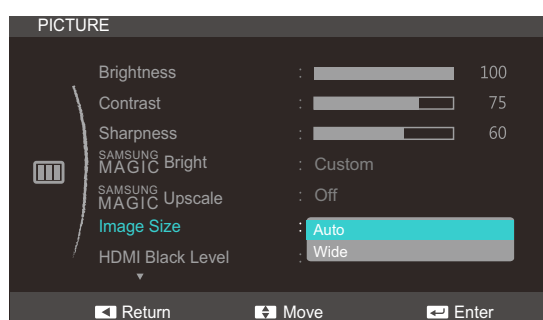 PICTURE
Brightness : 100
Contrast : 75
Sharpness : 60
SAMSUNG MAGIC Bright : Custom
SAMSUNG MAGIC Upscale : Off
Image Size : Auto
Wide
HDMI Black Level :
Return Move Enter